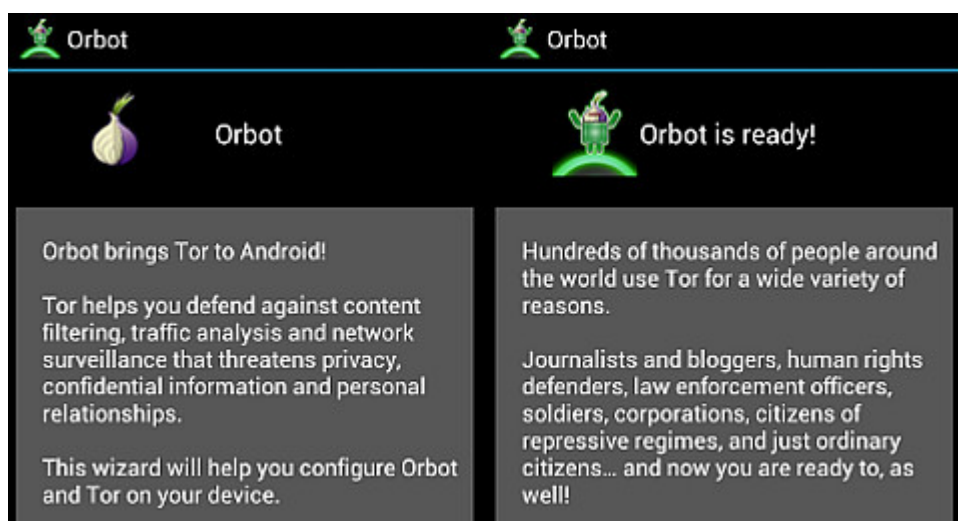 Orbot
Orbot
Orbot brings Tor to Android!
Tor helps you defend against content
filtering, traffic analysis and network
surveillance that threatens privacy,
confidential information and personal
relationships.
This wizard will help you configure Orbot
and Tor on your device.
Orbot
Orbot is ready!
Hundreds of thousands of people around
the world use Tor for a wide variety of
reasons.
Journalists and bloggers, human rights
defenders, law enforcement officers,
soldiers, corporations, citizens of
repressive regimes, and just ordinary
citizens... and now you are ready to, as
well!